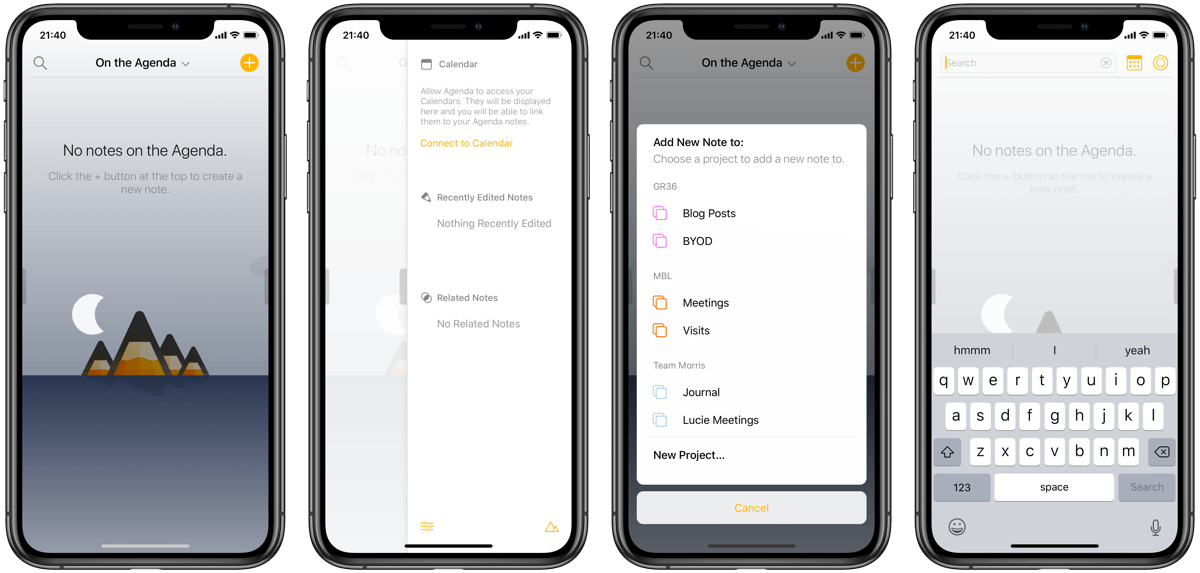 21:40
On the Agenda
No notes on the Agenda.
Click the + button at the top to create a
new note.
21:40
Calendar
Allow Agenda to access your
Calendars. They will be displayed
here and you will be able to link
them to your Agenda notes.
Connect to Calendar
O
No no
Recently Edited Notes
Nothing Recently Edited
Related Notes
No Related Notes
21:40
On the Agenda
Add New Note to:
Choose a project to add a new note to.
GR36
Blog Posts
BYOD
MBL
Meetings
Visits
Team Morris
Journal
Lucie Meetings
New Project...
Cancel
21:40
Search
No notes on the Agenda.
Click the + button at the top to create a
new note
hmmm I yeah
q w e r t y u i o p
a s d f g h j k l
z x c v b n m
123 space Search